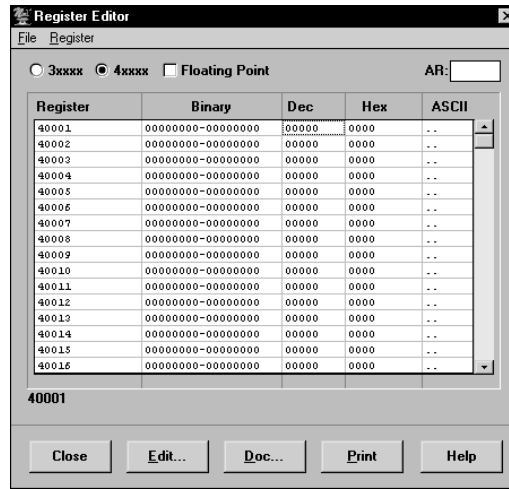 Register Editor
File Register
3xxxx 4xxxx Floating Point AR:
Register Binary Dec Hex ASCII
40001 00000000-00000000 00000 0000 ..
40002 00000000-00000000 00000 0000 ..
40003 00000000-00000000 00000 0000 ..
40004 00000000-00000000 00000 0000 ..
40005 00000000-00000000 00000 0000 ..
40006 00000000-00000000 00000 0000 ..
40007 00000000-00000000 00000 0000 ..
40008 00000000-00000000 00000 0000 ..
40009 00000000-00000000 00000 0000 ..
40010 00000000-00000000 00000 0000 ..
40011 00000000-00000000 00000 0000 ..
40012 00000000-00000000 00000 0000 ..
40013 00000000-00000000 00000 0000 ..
40014 00000000-00000000 00000 0000 ..
40015 00000000-00000000 00000 0000 ..
40016 00000000-00000000 00000 0000 ..
40001
Close Edit... Doc... Print Help